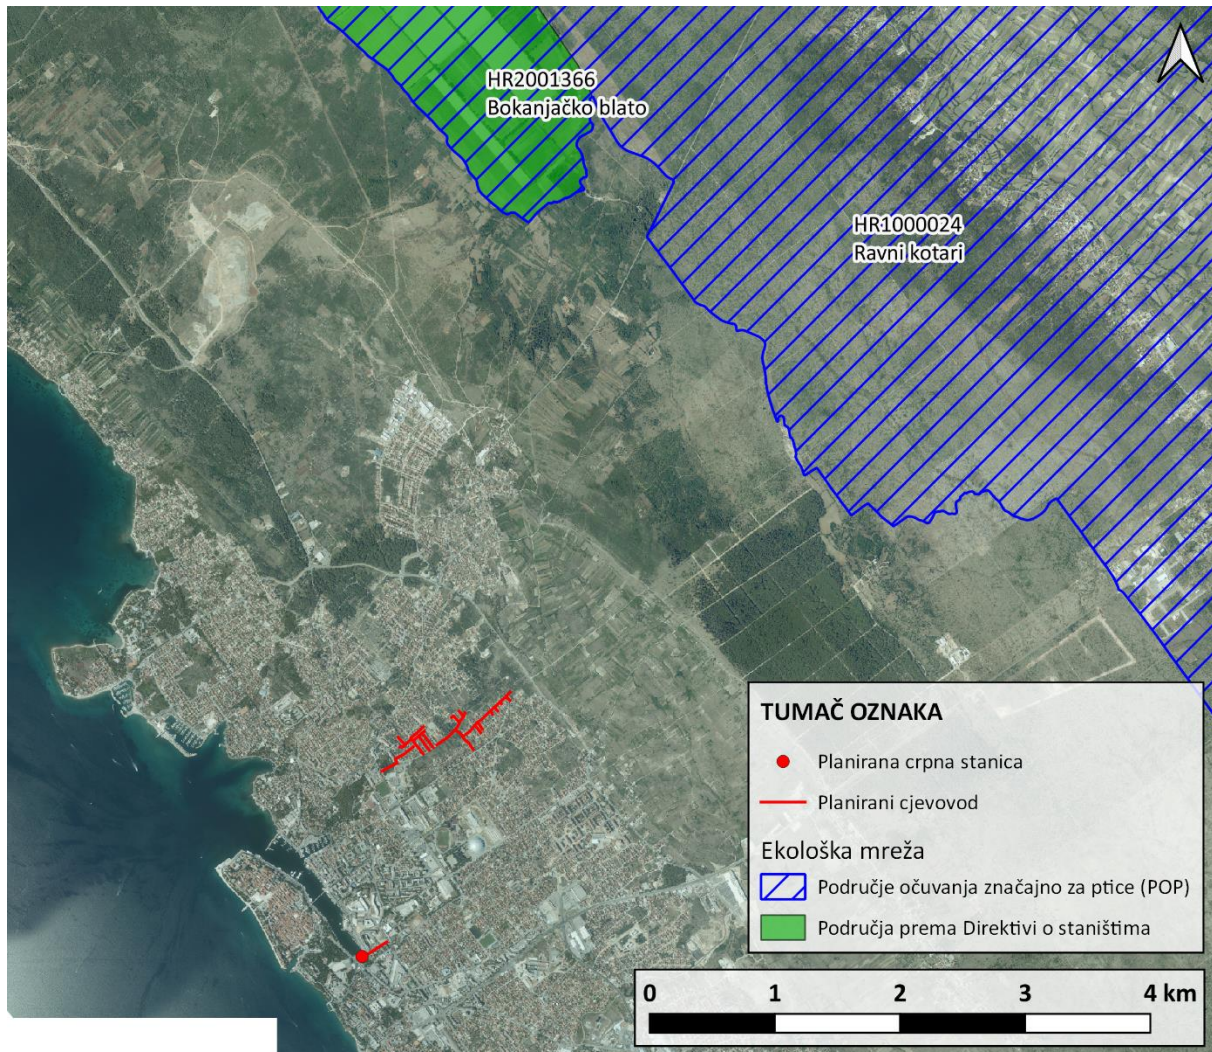 HR2001366
Bokanjačko blato
HR1000024
Ravni kotari
TUMAČ OZNAKA
Planirana crpna stanica
Planirani cjevovod
Ekološka mreža
Područje očuvanja značajno za ptice (POP)
Područja prema Direktivi o staništima
0 1 2 3 4 km